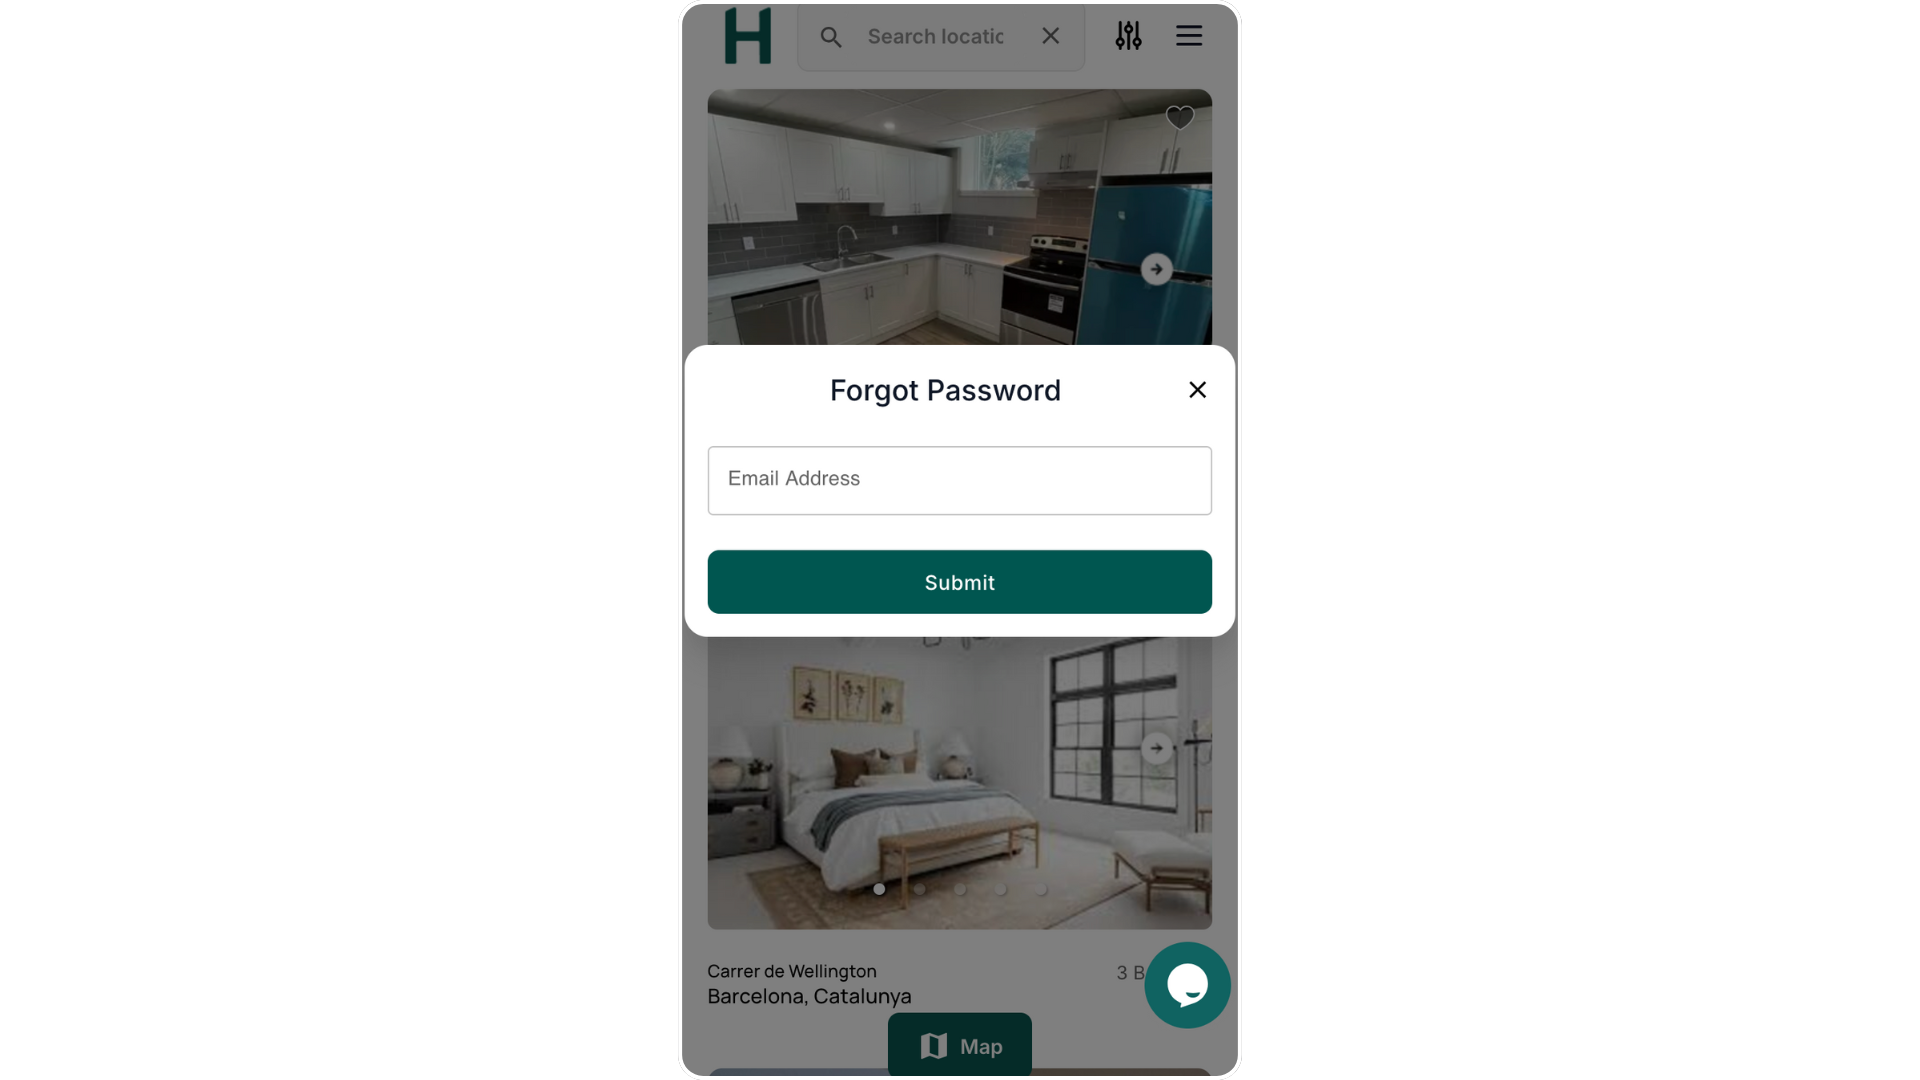 H
Search locatic
Forgot Password
Email Address
Submit
Carrer de Wellington
3 B
Barcelona, Catalunya
Map